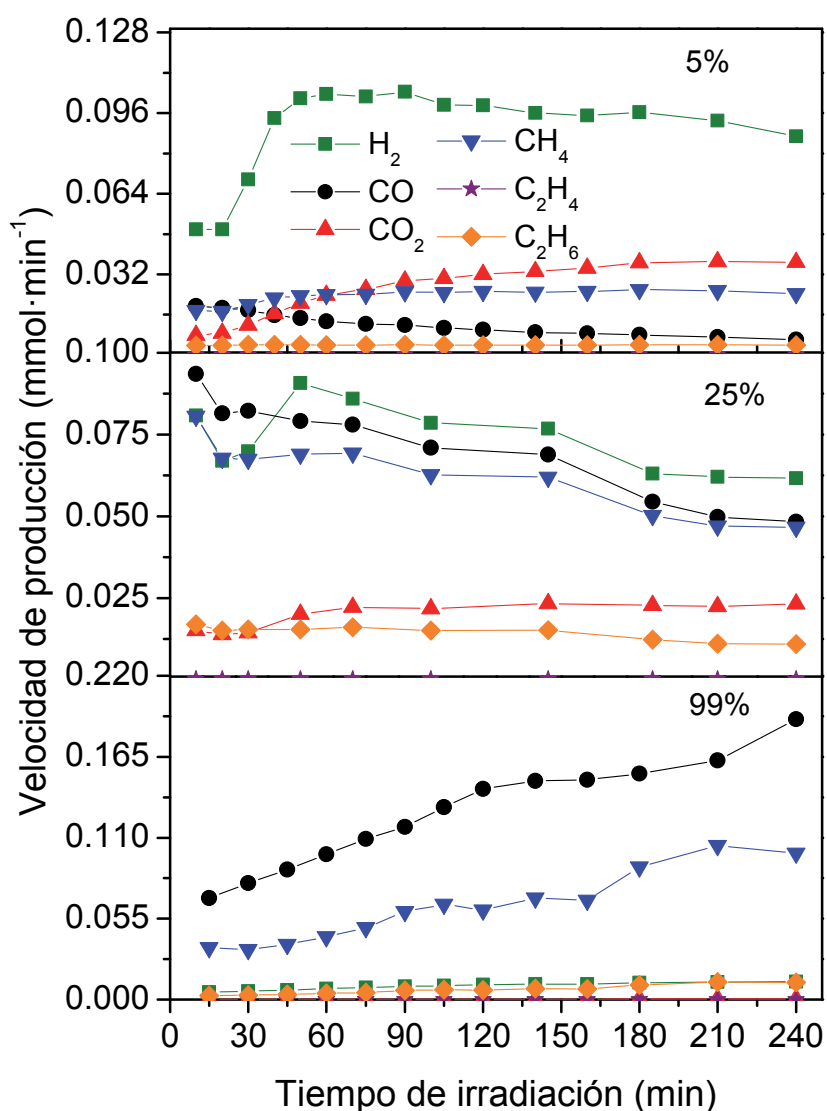 Velocidad de producción (mmol·min⁻¹)
0.128
0.096
0.064
0.032
5%
H₂
CO
CO₂
CH₄
C₂H₄
C₂H₆
0.100
0.075
0.050
0.025
25%
0.220
0.165
0.110
0.055
0.000
99%
0 30 60 90 120 150 180 210 240
Tiempo de irradiación (min)